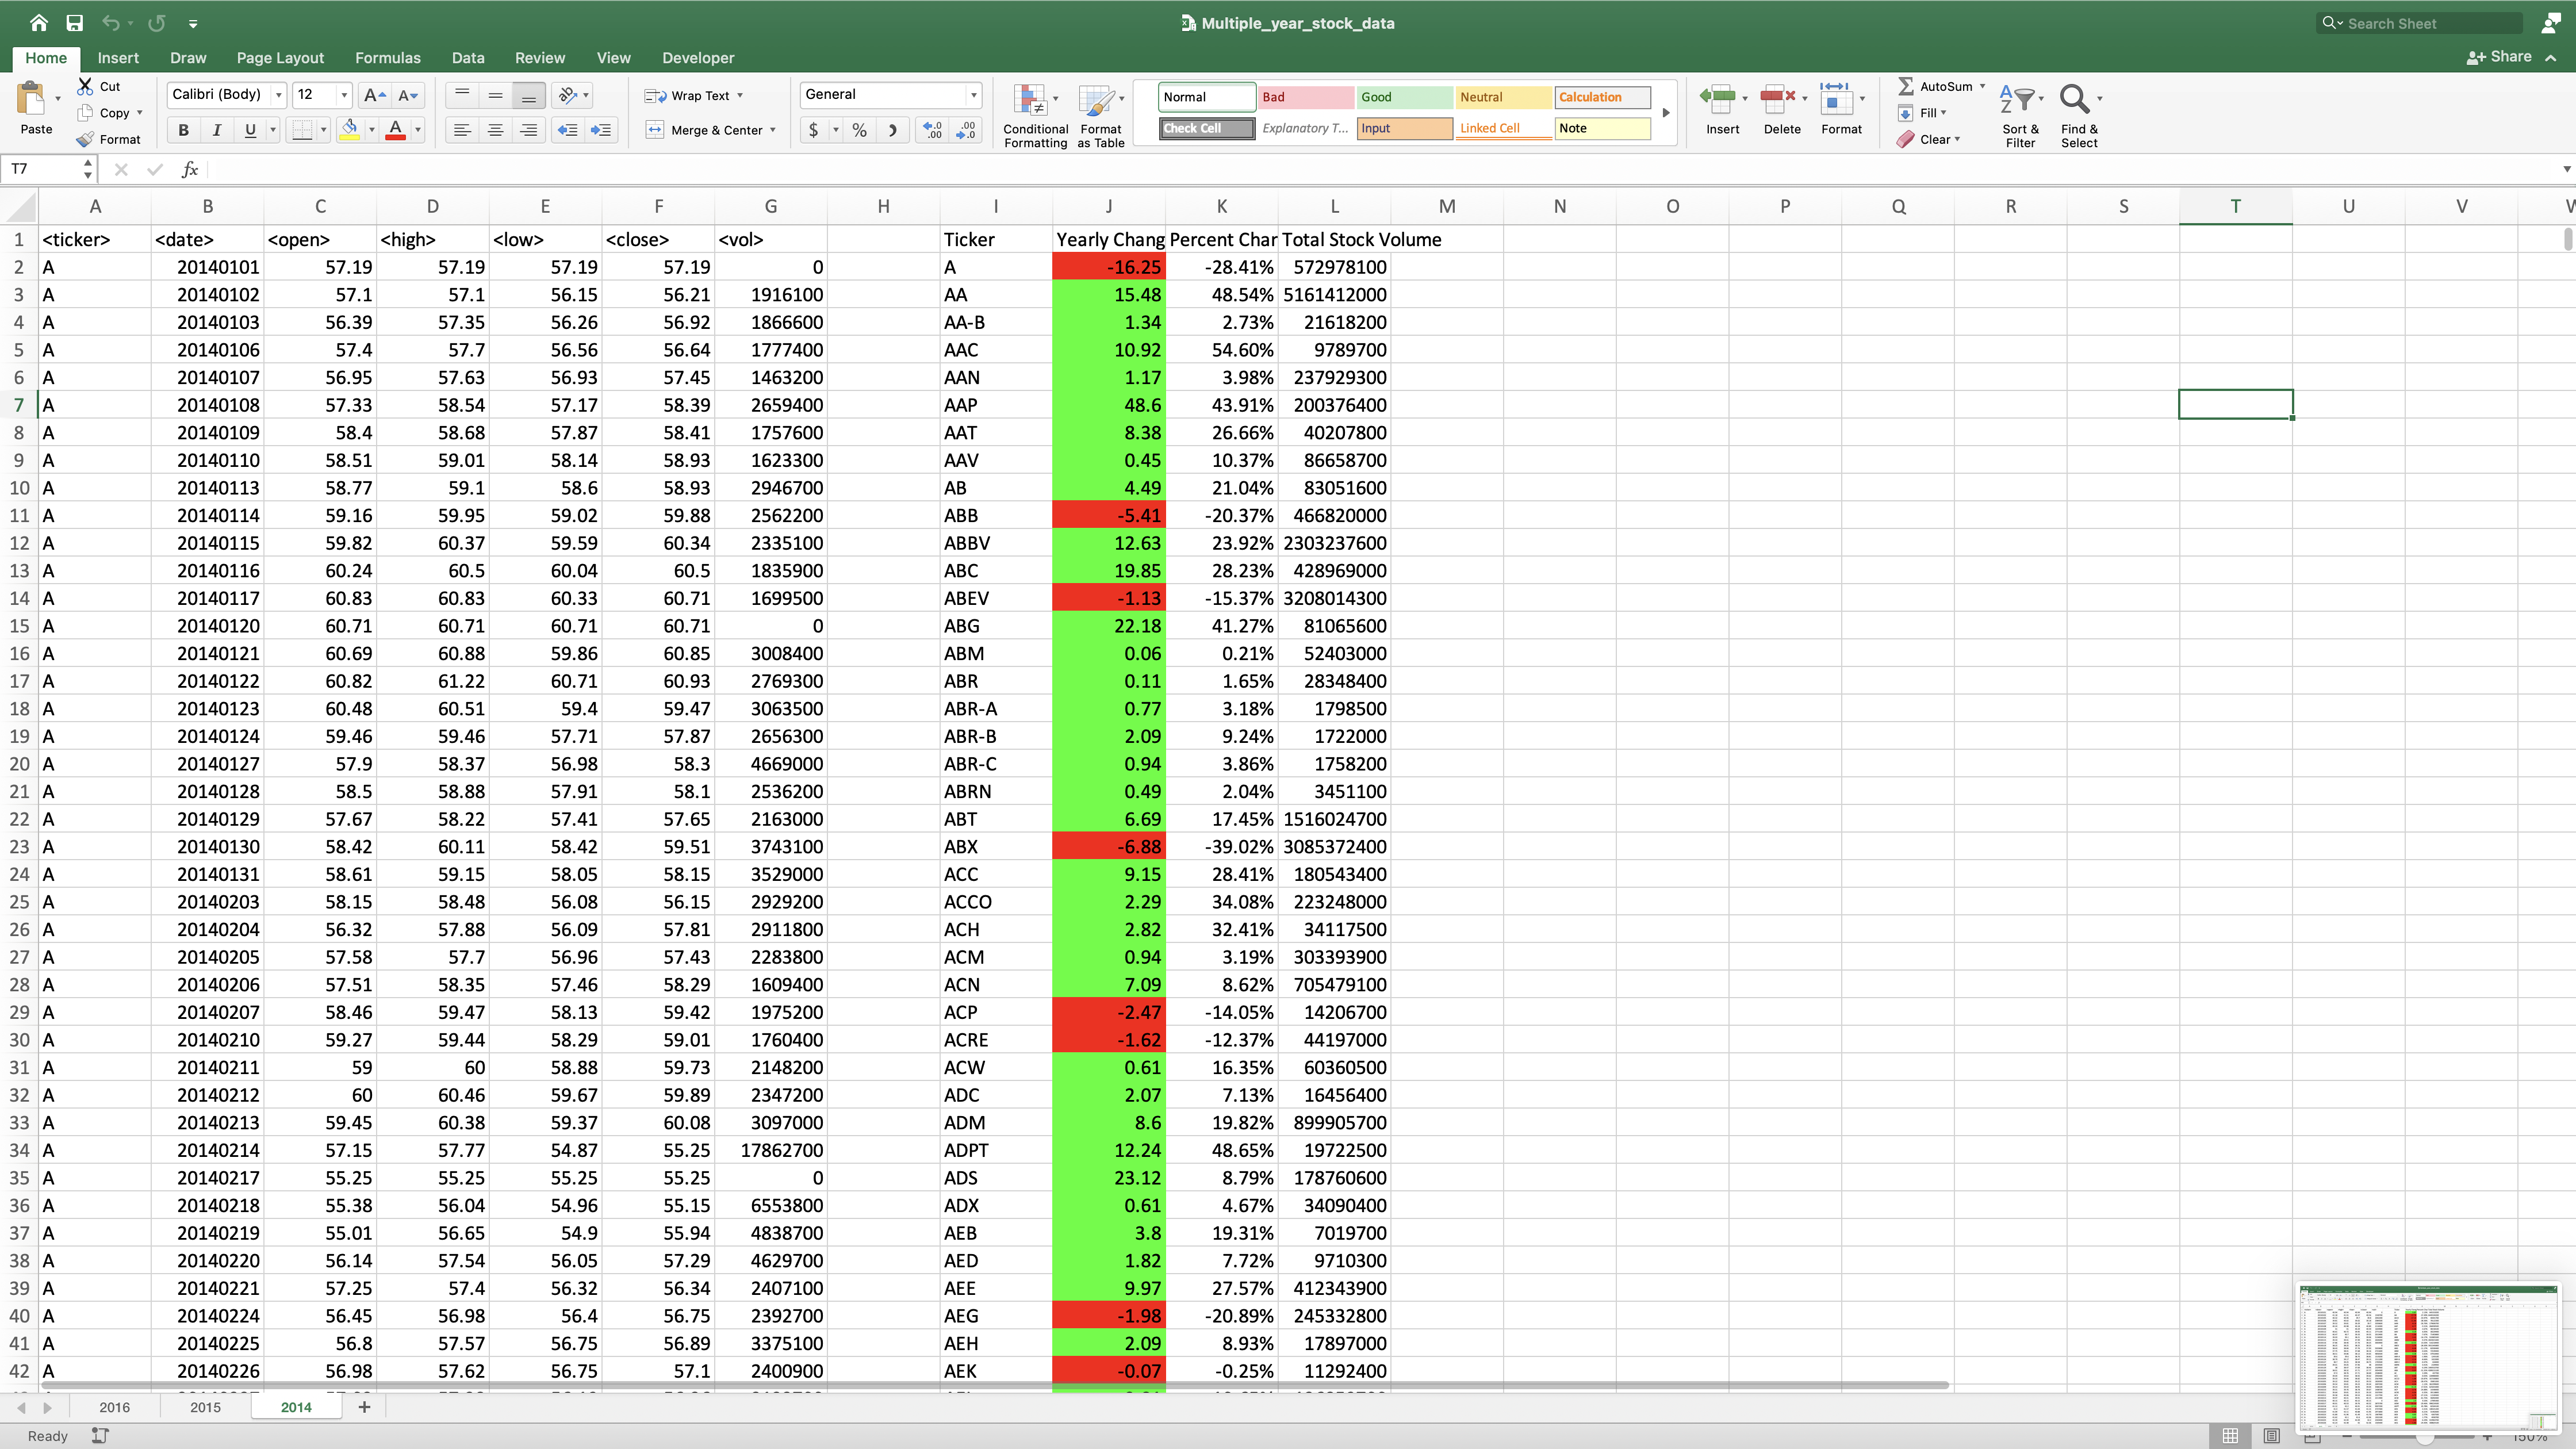 Multiple_year_stock_data
Search Sheet
Home Insert Draw Page Layout Formulas Data Review View Developer Share
Paste Cut Copy Format
Calibri (Body) 12
B I U
Wrap Text
Merge & Center
General
$ % )
Conditional Formatting
Format as Table
Normal Bad Good Neutral Calculation
Check Cell Explanatory T... Input Linked Cell Note
Insert Delete Format
AutoSum
Fill
Clear
Sort & Filter
Find & Select
T7 fx
A B C D E F G H I J K L M N O P Q R S T U V
1 <ticker> <date> <open> <high> <low> <close> <vol> Ticker Yearly Chang Percent Char Total Stock Volume
2 A 20140101 57.19 57.19 57.19 57.19 0 A -16.25 -28.41% 572978100
3 A 20140102 57.1 57.1 56.15 56.21 1916100 AA 15.48 48.54% 5161412000
4 A 20140103 56.39 57.35 56.26 56.92 1866600 AA-B 1.34 2.73% 21618200
5 A 20140106 57.4 57.7 56.56 56.64 1777400 AAC 10.92 54.60% 9789700
6 A 20140107 56.95 57.63 56.93 57.45 1463200 AAN 1.17 3.98% 237929300
7 A 20140108 57.33 58.54 57.17 58.39 2659400 AAP 48.6 43.91% 200376400
8 A 20140109 58.4 58.68 57.87 58.41 1757600 AAT 8.38 26.66% 40207800
9 A 20140110 58.51 59.01 58.14 58.93 1623300 AAV 0.45 10.37% 86658700
10 A 20140113 58.77 59.1 58.6 58.93 2946700 AB 4.49 21.04% 83051600
11 A 20140114 59.16 59.95 59.02 59.88 2562200 ABB -5.41 -20.37% 466820000
12 A 20140115 59.82 60.37 59.59 60.34 2335100 ABBV 12.63 23.92% 2303237600
13 A 20140116 60.24 60.5 60.04 60.5 1835900 ABC 19.85 28.23% 428969000
14 A 20140117 60.83 60.83 60.33 60.71 1699500 ABEV -1.13 -15.37% 3208014300
15 A 20140120 60.71 60.71 60.71 60.71 0 ABG 22.18 41.27% 81065600
16 A 20140121 60.69 60.88 59.86 60.85 3008400 ABM 0.06 0.21% 52403000
17 A 20140122 60.82 61.22 60.71 60.93 2769300 ABR 0.11 1.65% 28348400
18 A 20140123 60.48 60.51 59.4 59.47 3063500 ABR-A 0.77 3.18% 1798500
19 A 20140124 59.46 59.46 57.71 57.87 2656300 ABR-B 2.09 9.24% 1722000
20 A 20140127 57.9 58.37 56.98 58.3 4669000 ABR-C 0.94 3.86% 1758200
21 A 20140128 58.5 58.88 57.91 58.1 2536200 ABRN 0.49 2.04% 3451100
22 A 20140129 57.67 58.22 57.41 57.65 2163000 ABT 6.69 17.45% 1516024700
23 A 20140130 58.42 60.11 58.42 59.51 3743100 ABX -6.88 -39.02% 3085372400
24 A 20140131 58.61 59.15 58.05 58.15 3529000 ACC 9.15 28.41% 180543400
25 A 20140203 58.15 58.48 56.08 56.15 2929200 ACCO 2.29 34.08% 223248000
26 A 20140204 56.32 57.88 56.09 57.81 2911800 ACH 2.82 32.41% 34117500
27 A 20140205 57.58 57.7 56.96 57.43 2283800 ACM 0.94 3.19% 303393900
28 A 20140206 57.51 58.35 57.46 58.29 1609400 ACN 7.09 8.62% 705479100
29 A 20140207 58.46 59.47 58.13 59.42 1975200 ACP -2.47 -14.05% 14206700
30 A 20140210 59.27 59.44 58.29 59.01 1760400 ACRE -1.62 -12.37% 44197000
31 A 20140211 59 60 58.88 59.73 2148200 ACW 0.61 16.35% 60360500
32 A 20140212 60 60.46 59.67 59.89 2347200 ADC 2.07 7.13% 16456400
33 A 20140213 59.45 60.38 59.37 60.08 3097000 ADM 8.6 19.82% 899905700
34 A 20140214 57.15 57.77 54.87 55.25 17862700 ADPT 12.24 48.65% 19722500
35 A 20140217 55.25 55.25 55.25 55.25 0 ADS 23.12 8.79% 178760600
36 A 20140218 55.38 56.04 54.96 55.15 6553800 ADX 0.61 4.67% 34090400
37 A 20140219 55.01 56.65 54.9 55.94 4838700 AEB 3.8 19.31% 7019700
38 A 20140220 56.14 57.54 56.05 57.29 4629700 AED 1.82 7.72% 9710300
39 A 20140221 57.25 57.4 56.32 56.34 2407100 AEE 9.97 27.57% 412343900
40 A 20140224 56.45 56.98 56.4 56.75 2392700 AEG -1.98 -20.89% 245332800
41 A 20140225 56.8 57.57 56.75 56.89 3375100 AEH 2.09 8.93% 17897000
42 A 20140226 56.98 57.62 56.75 57.1 2400900 AEK -0.07 -0.25% 11292400
2016 2015 2014 +
Ready 150%